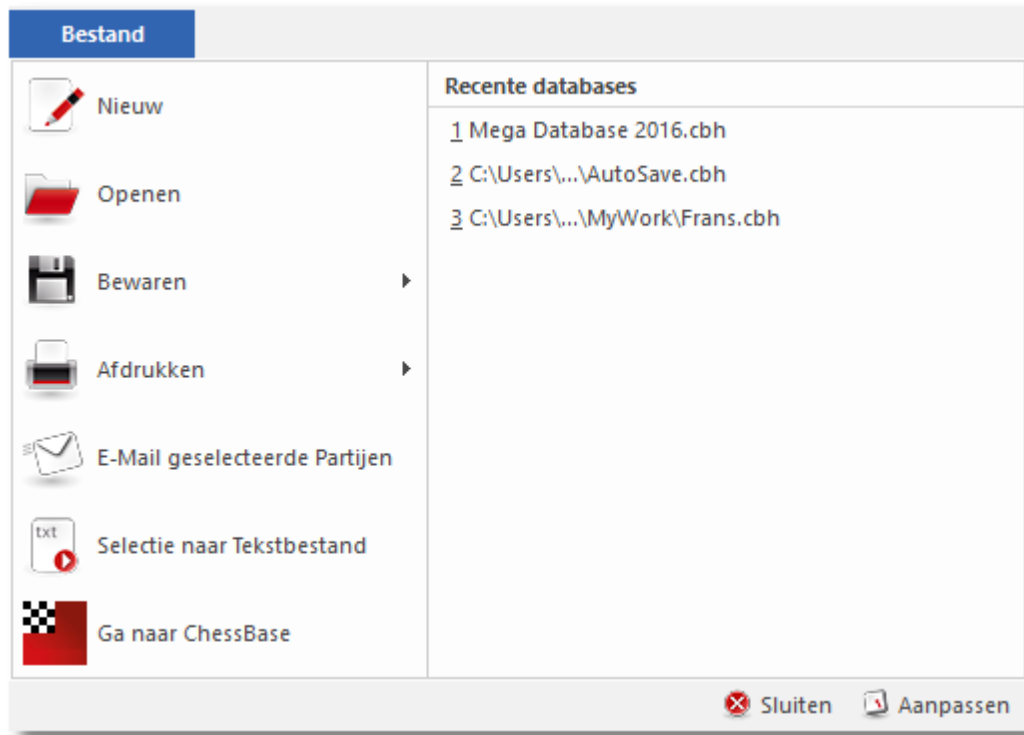 Bestand
Nieuw
Openen
Bewaren
Afdrukken
E-Mail geselecteerde Partijen
txt
Selectie naar Tekstbestand
Ga naar ChessBase
Recente databases
1 Mega Database 2016.cbh
2 C:\Users\...\AutoSave.cbh
3 C:\Users\...\MyWork\Frans.cbh
Sluiten
Aanpassen